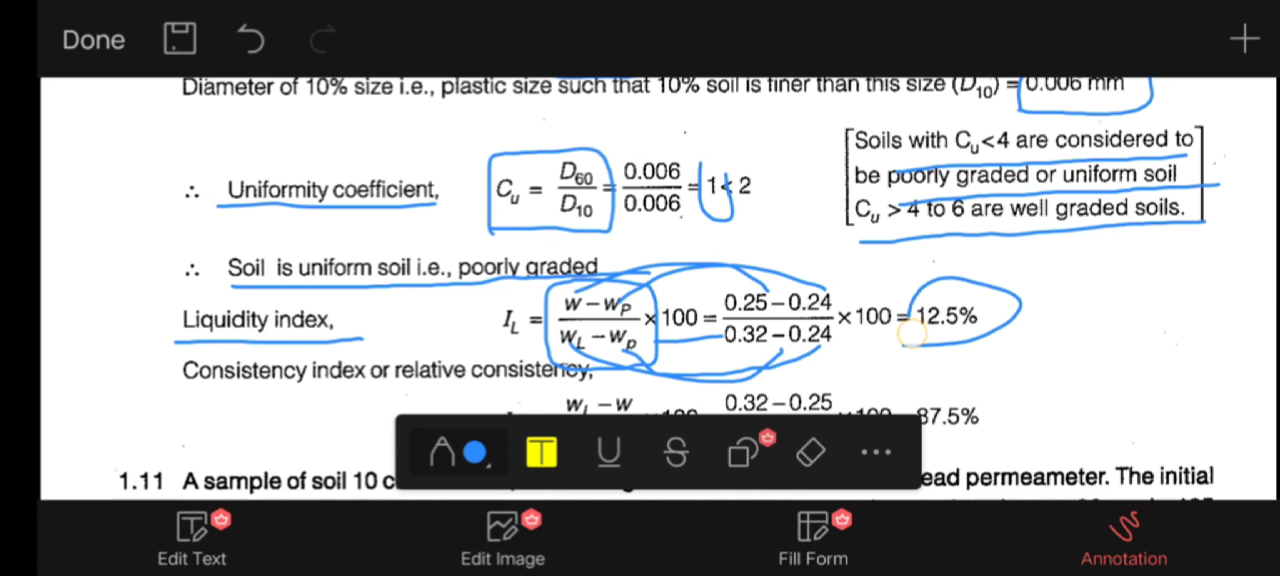 Done
Diameter of 10% size i.e., plastic size such that 10% soil is finer than this size (D10) = 0.006 mm
∴ Uniformity coefficient, Cu = D60 / D10 = 0.006 / 0.006 = 1 < 2
[Soils with Cu<4 are considered to
be poorly graded or uniform soil
Cu > 4 to 6 are well graded soils.]
∴ Soil is uniform soil i.e., poorly graded
Liquidity index, IL = (w – wP / wL – wp) × 100 = (0.25 – 0.24 / 0.32 – 0.24) × 100 = 12.5%
Consistency index or relative consistency,
wL – w 0.32 – 0.25 87.5%
1.11 A sample of soil 10 c ead permeameter. The initial
T U S
Edit Text
Edit Image
Fill Form
Annotation